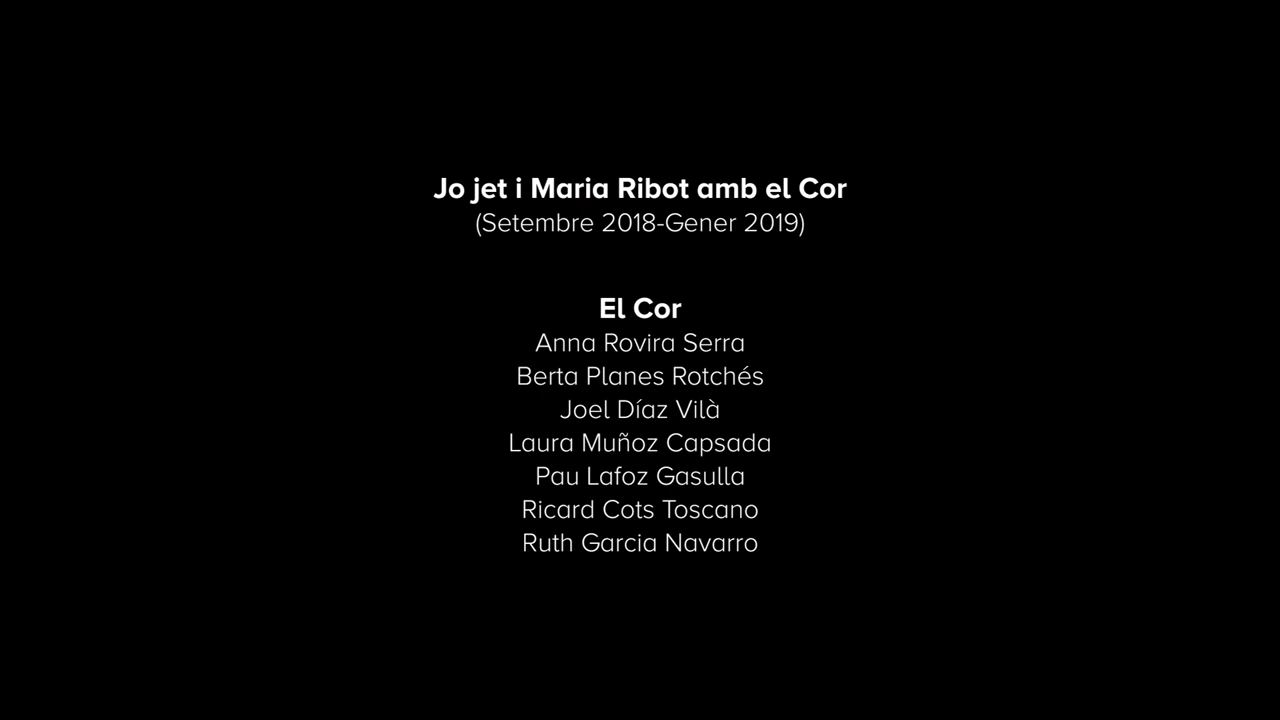 Jo jet i Maria Ribot amb el Cor
(Setembre 2018-Gener 2019)
El Cor
Anna Rovira Serra
Berta Planes Rotchés
Joel Díaz Vilà
Laura Muñoz Capsada
Pau Lafoz Gasulla
Ricard Cots Toscano
Ruth Garcia Navarro